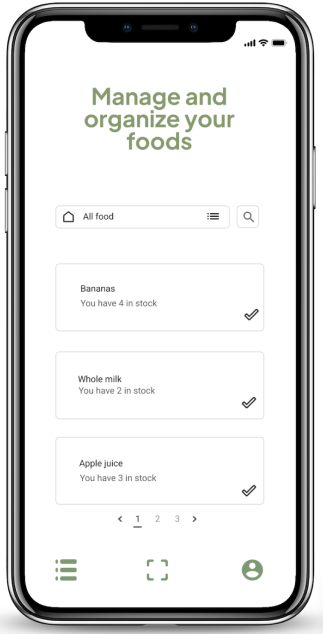 Manage and
organize your
foods
All food
Bananas
You have 4 in stock
Whole milk
You have 2 in stock
Apple juice
You have 3 in stock
1 2 3